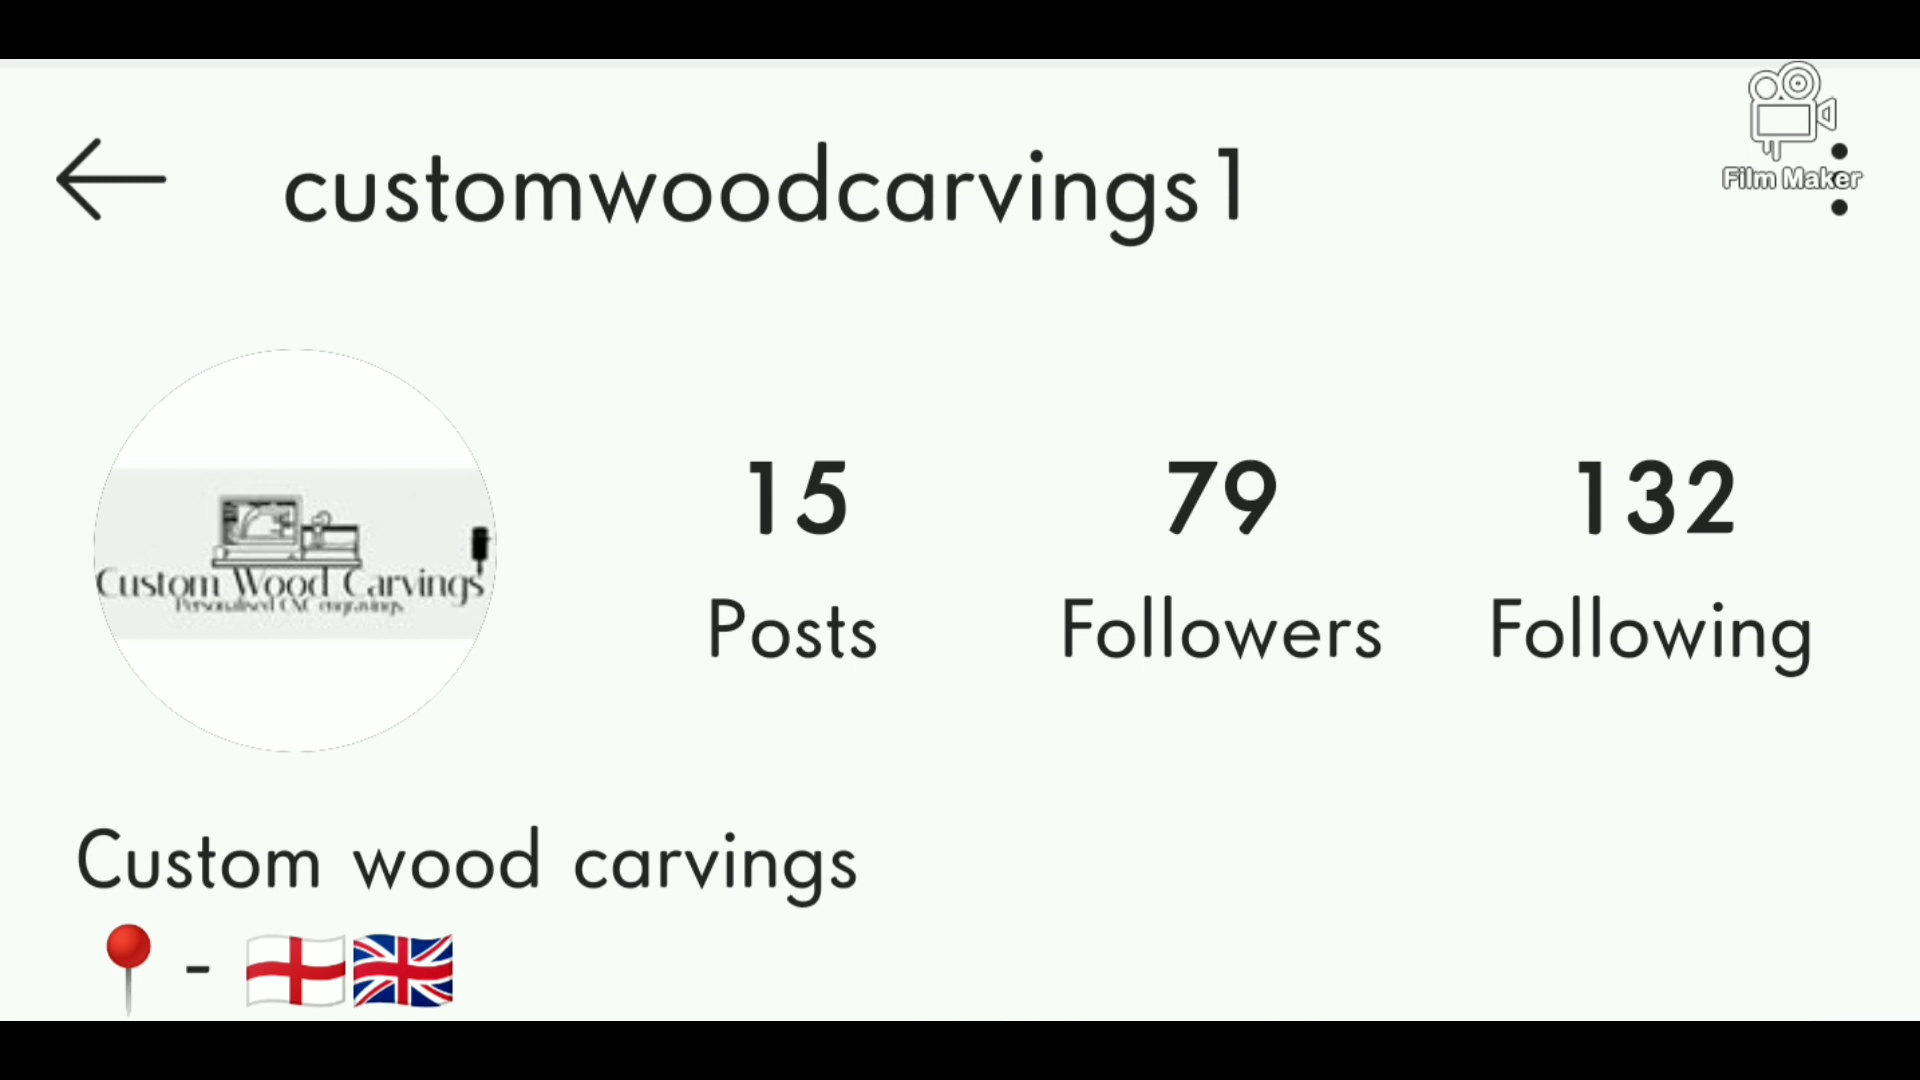 Film Maker
customwoodcarvings1
Custom Wood Carvings
Personalised CNC engravings
15 79 132
Posts Followers Following
Custom wood carvings
📍 - 🏴󠁧󠁢󠁥󠁮󠁧󠁿🇬🇧